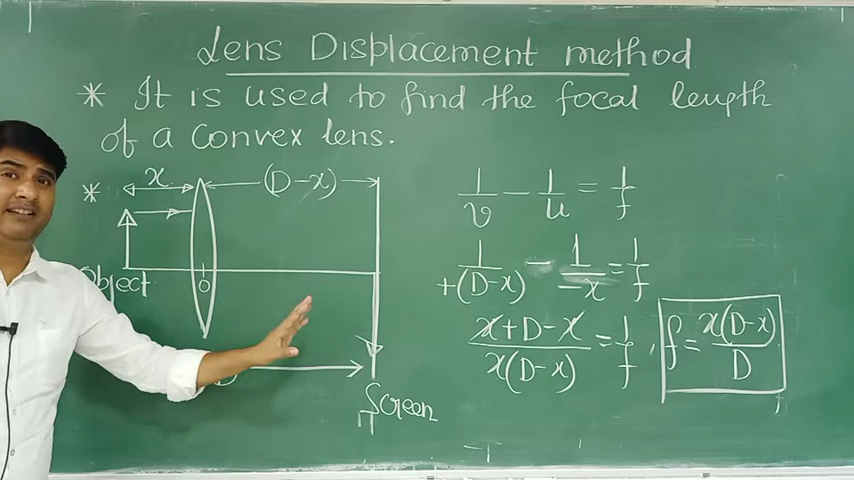 Lens Displacement method
* It is used to find the focal length
of a convex lens.
* x (D-x)
Object
O
D
Screen
1/v - 1/u = 1/f
1/+(D-x) - 1/-x = 1/f
x+D-x/x(D-x) = 1/f , f = x(D-x)/D